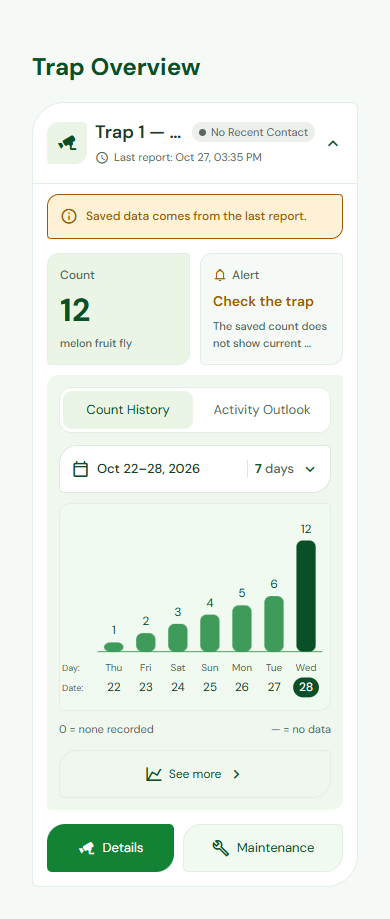 Trap Overview
Trap 1 — ... No Recent Contact
Last report: Oct 27, 03:35 PM
Saved data comes from the last report.
Count
12
melon fruit fly
Alert
Check the trap
The saved count does
not show current ...
Count History Activity Outlook
Oct 22–28, 2026 7 days
1 2 3 4 5 6 12
Day: Thu Fri Sat Sun Mon Tue Wed
Date: 22 23 24 25 26 27 28
0 = none recorded — = no data
See more
Details Maintenance